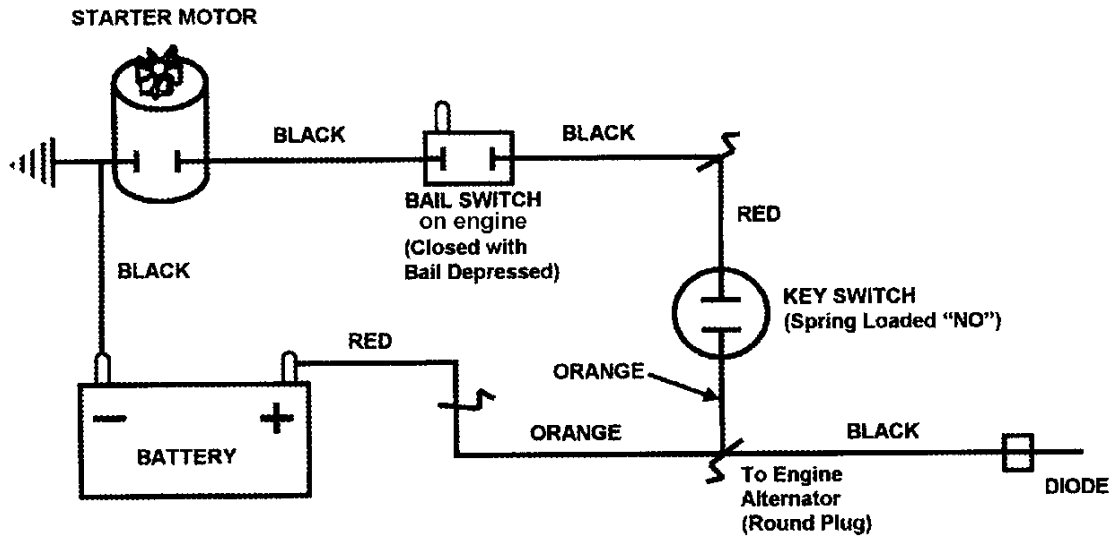 STARTER MOTOR
BLACK
BLACK
BAIL SWITCH
on engine
(Closed with
Bail Depressed)
RED
BLACK
KEY SWITCH
(Spring Loaded “NO”)
RED
ORANGE
ORANGE
BLACK
− +
BATTERY
To Engine
Alternator
(Round Plug)
DIODE